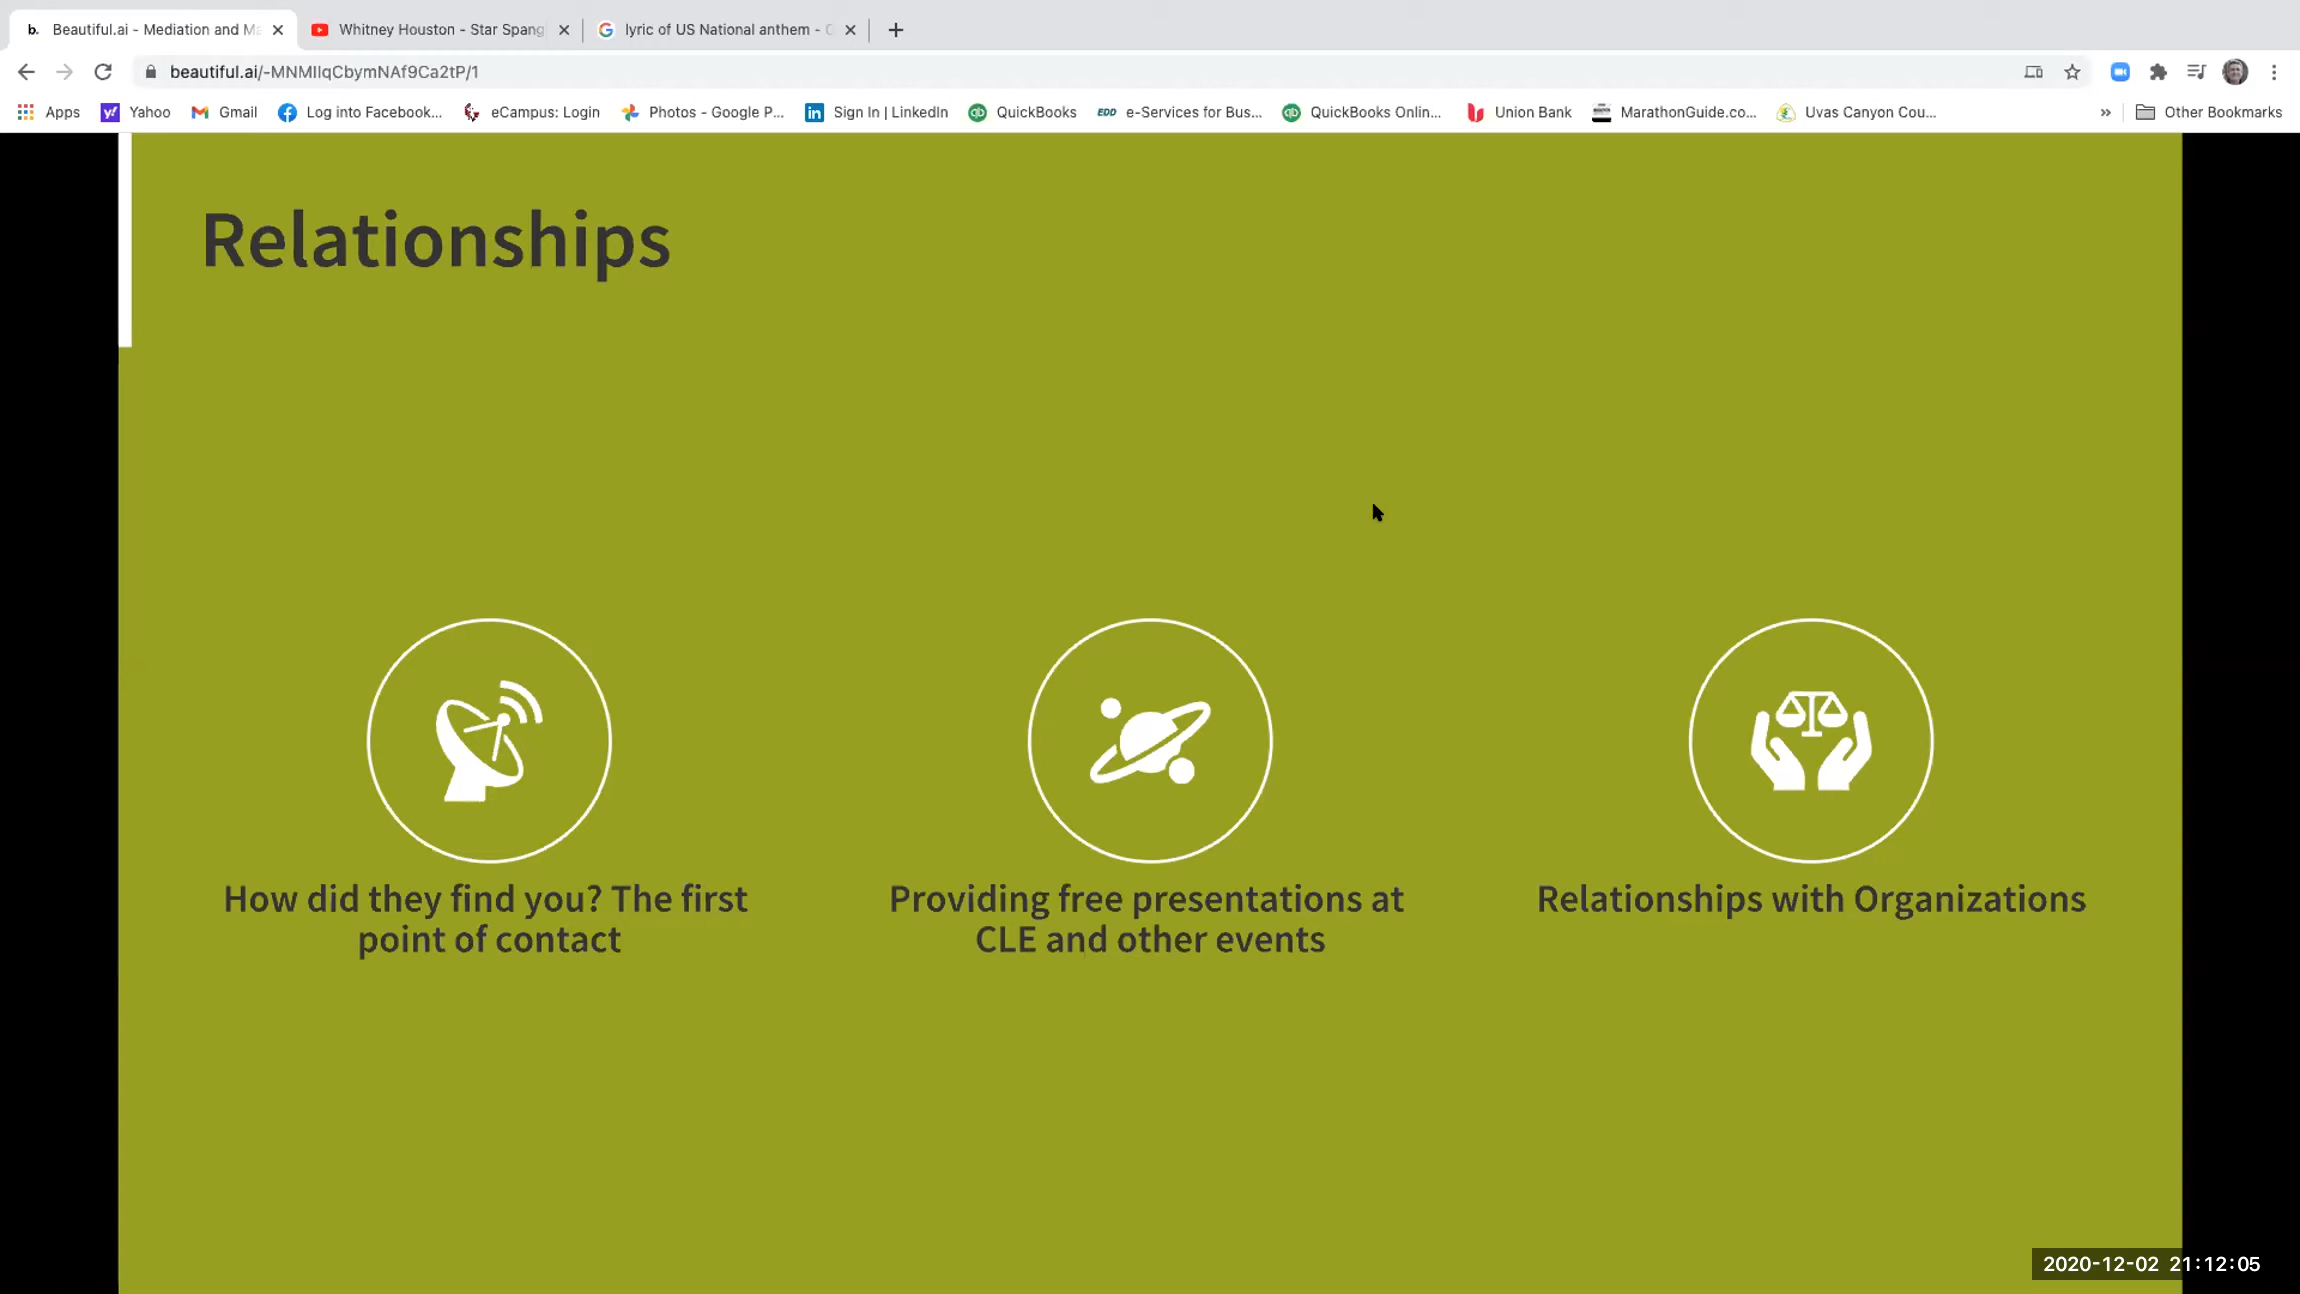 b. Beautiful.ai - Mediation and Ma
Whitney Houston - Star Spang
lyric of US National anthem -
beautiful.ai/-MNMIlqCbymNAf9Ca2tP/1
Apps
Yahoo
Gmail
Log into Facebook...
eCampus: Login
Photos - Google P...
Sign In | LinkedIn
QuickBooks
EDD e-Services for Bus...
QuickBooks Onlin...
Union Bank
MarathonGuide.co...
Uvas Canyon Cou...
Other Bookmarks
Relationships
How did they find you? The first
point of contact
Providing free presentations at
CLE and other events
Relationships with Organizations
2020-12-02 21:12:05